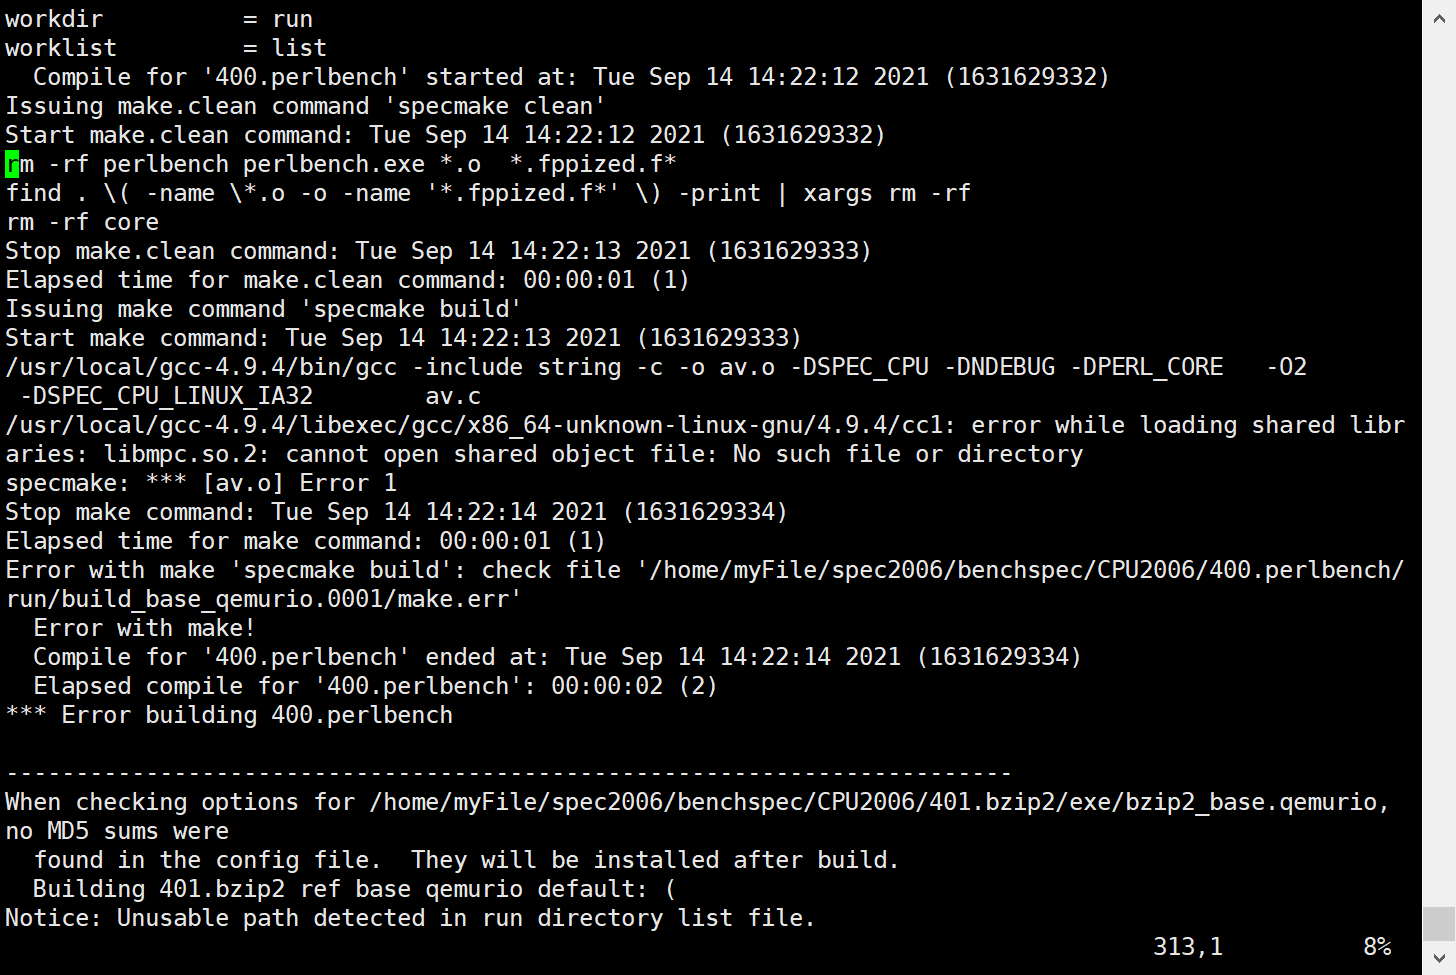 workdir          = run
worklist         = list
  Compile for '400.perlbench' started at: Tue Sep 14 14:22:12 2021 (1631629332)
Issuing make.clean command 'specmake clean'
Start make.clean command: Tue Sep 14 14:22:12 2021 (1631629332)
rm -rf perlbench perlbench.exe *.o  *.fppized.f*
find . \( -name \*.o -o -name '*.fppized.f*' \) -print | xargs rm -rf
rm -rf core
Stop make.clean command: Tue Sep 14 14:22:13 2021 (1631629333)
Elapsed time for make.clean command: 00:00:01 (1)
Issuing make command 'specmake build'
Start make command: Tue Sep 14 14:22:13 2021 (1631629333)
/usr/local/gcc-4.9.4/bin/gcc -include string -c -o av.o -DSPEC_CPU -DNDEBUG -DPERL_CORE   -O2
 -DSPEC_CPU_LINUX_IA32        av.c
/usr/local/gcc-4.9.4/libexec/gcc/x86_64-unknown-linux-gnu/4.9.4/cc1: error while loading shared libr
aries: libmpc.so.2: cannot open shared object file: No such file or directory
specmake: *** [av.o] Error 1
Stop make command: Tue Sep 14 14:22:14 2021 (1631629334)
Elapsed time for make command: 00:00:01 (1)
Error with make 'specmake build': check file '/home/myFile/spec2006/benchspec/CPU2006/400.perlbench/
run/build_base_qemurio.0001/make.err'
  Error with make!
  Compile for '400.perlbench' ended at: Tue Sep 14 14:22:14 2021 (1631629334)
  Elapsed compile for '400.perlbench': 00:00:02 (2)
*** Error building 400.perlbench
------------------------------------------------------------------------
When checking options for /home/myFile/spec2006/benchspec/CPU2006/401.bzip2/exe/bzip2_base.qemurio,
no MD5 sums were
  found in the config file.  They will be installed after build.
  Building 401.bzip2 ref base qemurio default: (
Notice: Unusable path detected in run directory list file.
313,1          8%